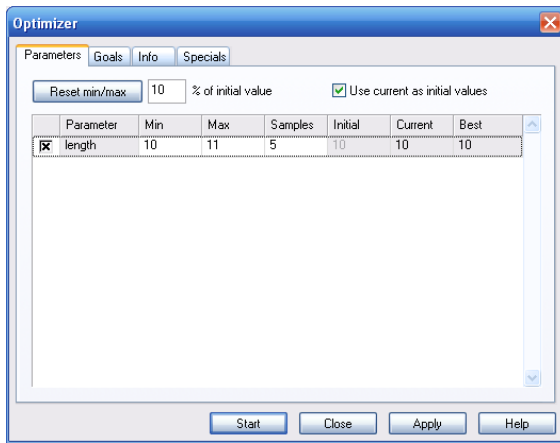 Optimizer
Parameters Goals Info Specials
Reset min/max 10 % of initial value Use current as initial values
Parameter Min Max Samples Initial Current Best
length 10 11 5 10 10 10
Start Close Apply Help